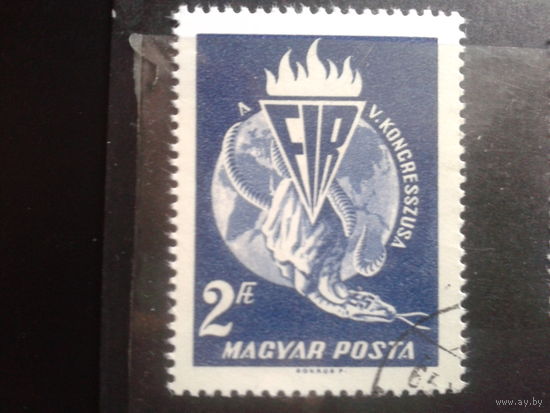 A
FIR
V. KONGRESSZUSA
2 Ft
MAGYAR POSTA
www.ay.by